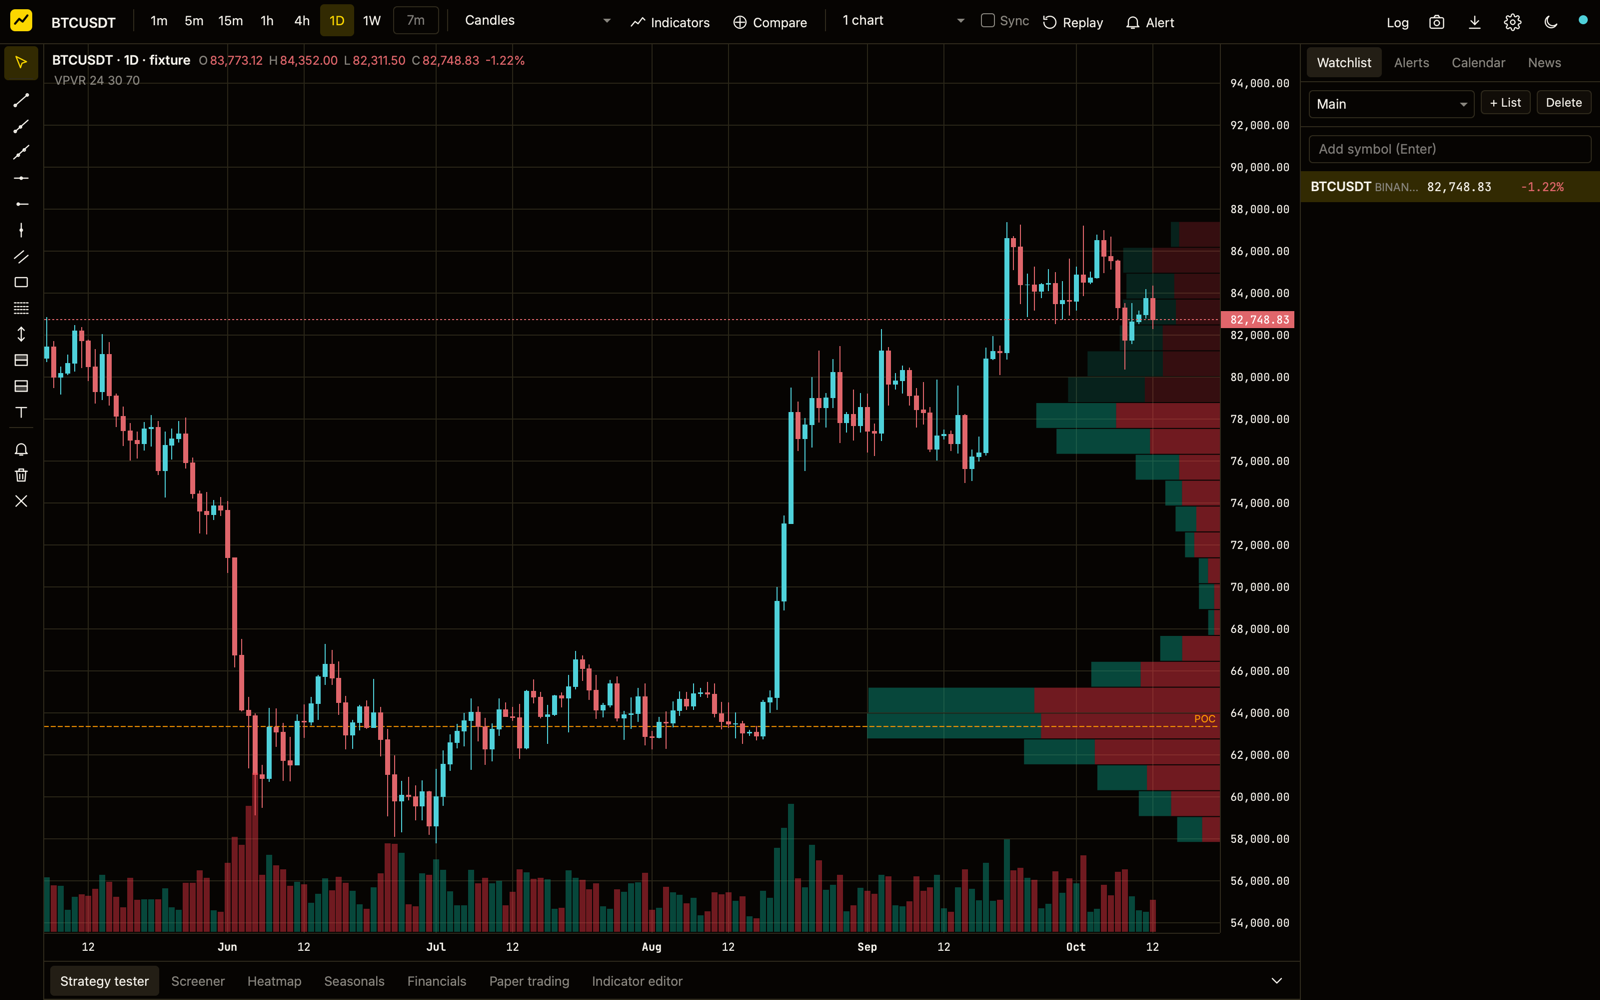 BTCUSDT 1m 5m 15m 1h 4h 1D 1W 7m Candles Indicators Compare 1 chart Sync Replay Alert Log
BTCUSDT · 1D · fixture O 83,773.12 H 84,352.00 L 82,311.50 C 82,748.83 -1.22%
VPVR 24 30 70
94,000.00
92,000.00
90,000.00
88,000.00
86,000.00
84,000.00
82,748.83
82,000.00
80,000.00
78,000.00
76,000.00
74,000.00
72,000.00
70,000.00
68,000.00
66,000.00
64,000.00
POC
62,000.00
60,000.00
58,000.00
56,000.00
54,000.00
12 Jun 12 Jul 12 Aug 12 Sep 12 Oct 12
Watchlist Alerts Calendar News
Main + List Delete
Add symbol (Enter)
BTCUSDT BINAN... 82,748.83 -1.22%
Strategy tester Screener Heatmap Seasonals Financials Paper trading Indicator editor